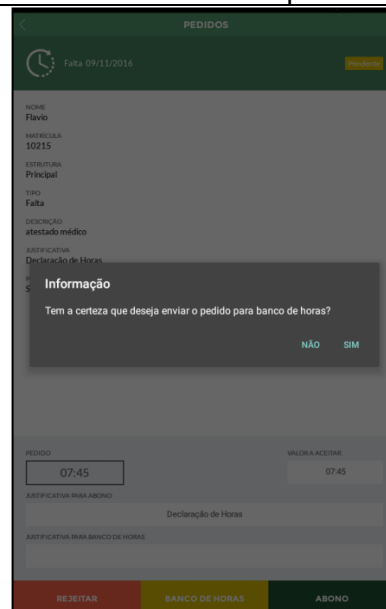 PEDIDOS
Falta 09/11/2016
Pendente
NOME
Flavio
MATRÍCULA
10215
ESTRUTURA
Principal
TIPO
Falta
DESCRIÇÃO
atestado médico
JUSTIFICATIVA
Declaração de Horas
Informação
Tem a certeza que deseja enviar o pedido para banco de horas?
NÃO SIM
PEDIDO VALOR A ACEITAR
07:45 07:45
JUSTIFICATIVA PARA ABONO
Declaração de Horas
JUSTIFICATIVA PARA BANCO DE HORAS
REJEITAR BANCO DE HORAS ABONO